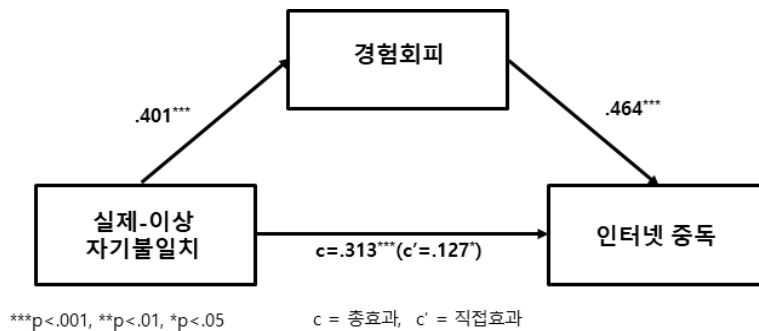 경험회피
.401***
.464***
실제-이상
자기불일치
c=.313***(c′=.127*)
인터넷 중독
***p<.001, **p<.01, *p<.05
c = 총효과, c′ = 직접효과